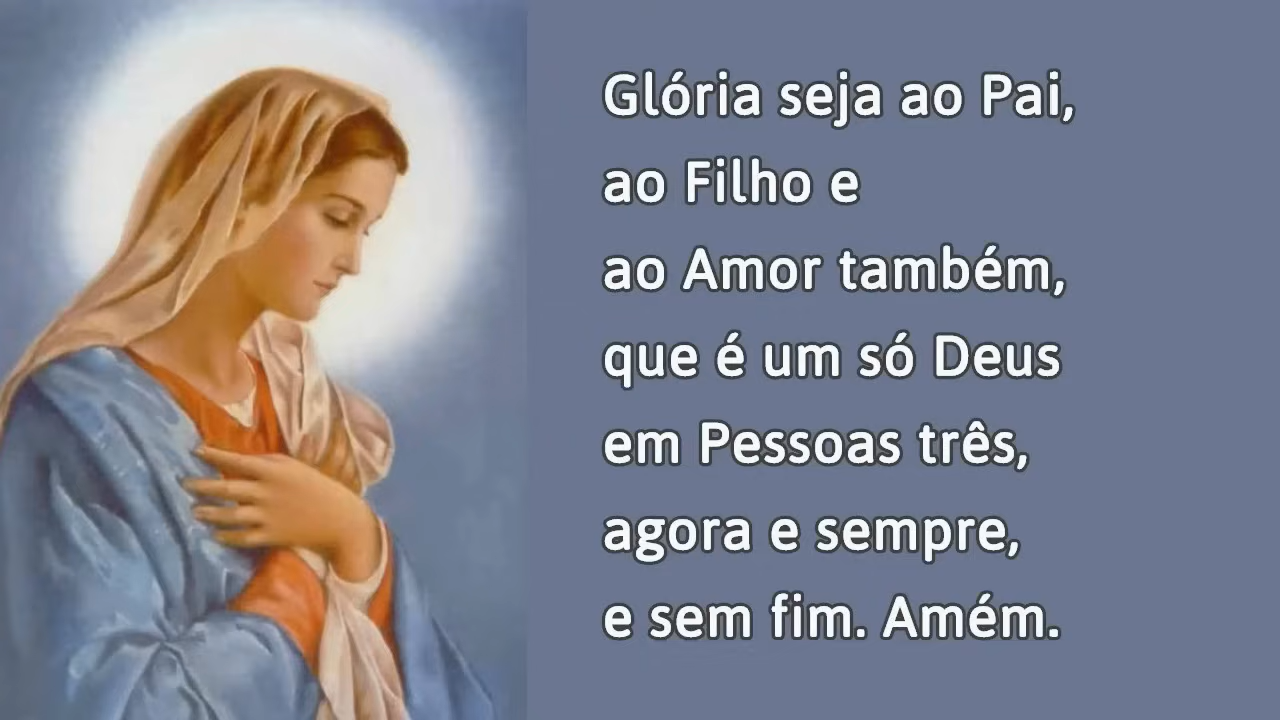 Glória seja ao Pai,
ao Filho e
ao Amor também,
que é um só Deus
em Pessoas três,
agora e sempre,
e sem fim. Amém.